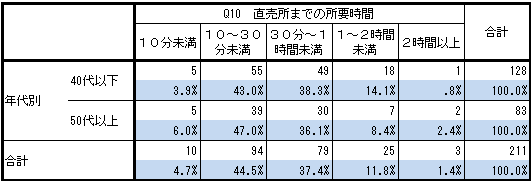 Q10　直売所までの所要時間
１０分未満 １０～３０分未満 ３０分～１時間未満 １～２時間未満 ２時間以上 合計
年代別 40代以下 5 55 49 18 1 128
3.9% 43.0% 38.3% 14.1% .8% 100.0%
50代以上 5 39 30 7 2 83
6.0% 47.0% 36.1% 8.4% 2.4% 100.0%
合計 10 94 79 25 3 211
4.7% 44.5% 37.4% 11.8% 1.4% 100.0%